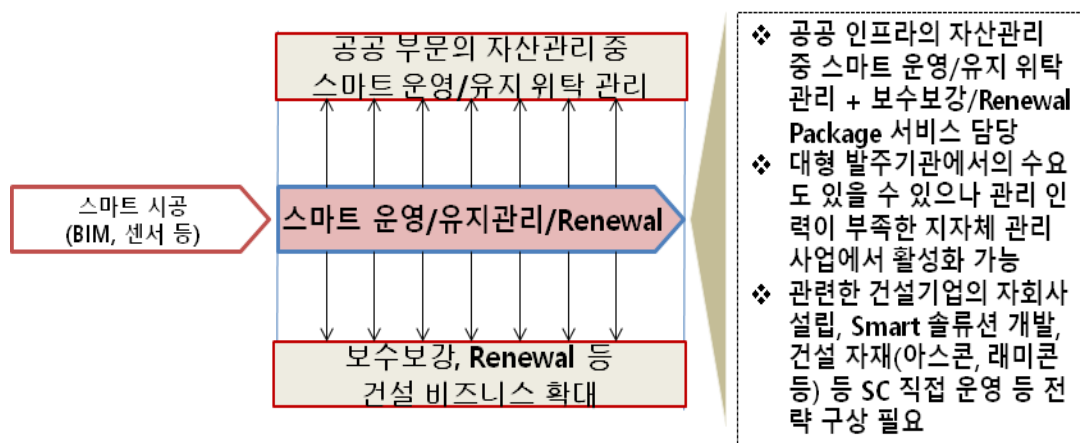 공공 부문의 자산관리 중
스마트 운영/유지 위탁 관리
스마트 시공
(BIM, 센서 등)
스마트 운영/유지관리/Renewal
보수보강, Renewal 등
건설 비즈니스 확대
❖ 공공 인프라의 자산관리
중 스마트 운영/유지 위탁
관리 + 보수보강/Renewal
Package 서비스 담당
❖ 대형 발주기관에서의 수요
도 있을 수 있으나 관리 인
력이 부족한 지자체 관리
사업에서 활성화 가능
❖ 관련한 건설기업의 자회사
설립, Smart 솔류션 개발,
건설 자재(아스콘, 래미콘
등) 등 SC 직접 운영 등 전
략 구상 필요